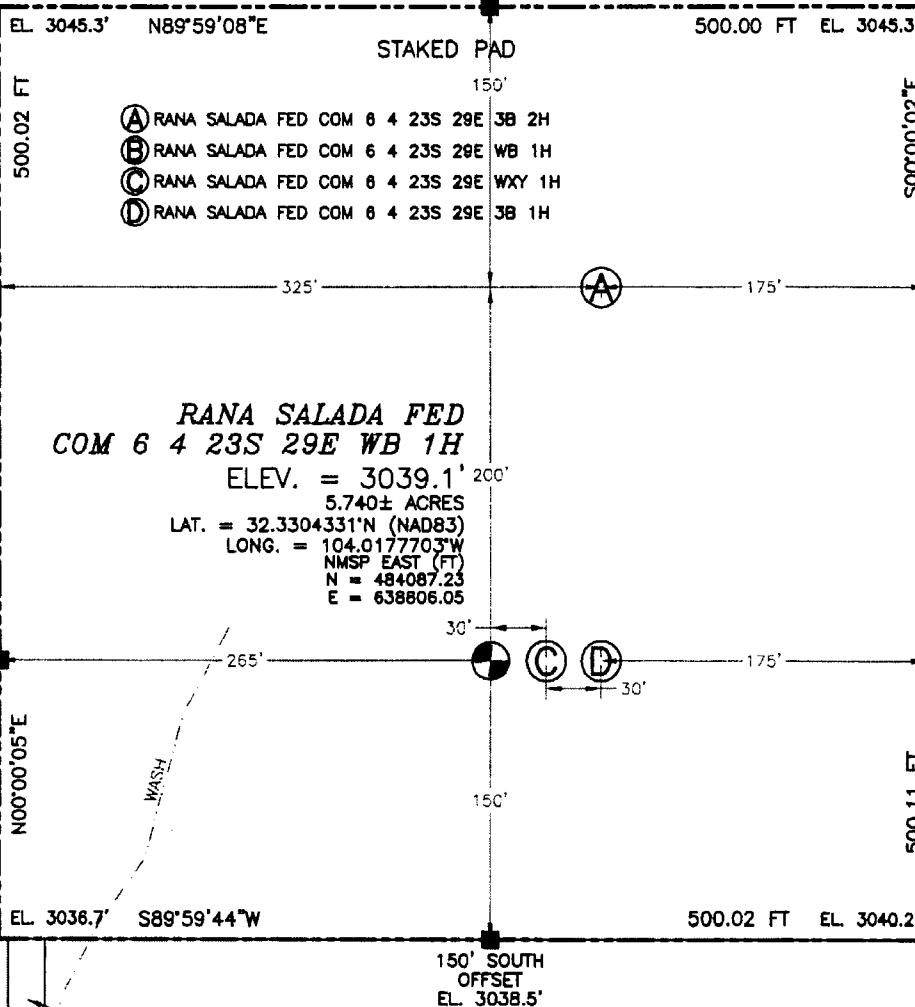 EL. 3045.3' N89°59'08"E 500.00 FT EL. 3045.3
STAKED PAD
500.02 FT
S00°00'02"E
150'
A RANA SALADA FED COM 6 4 23S 29E 3B 2H
B RANA SALADA FED COM 6 4 23S 29E WB 1H
C RANA SALADA FED COM 6 4 23S 29E WXY 1H
D RANA SALADA FED COM 6 4 23S 29E 3B 1H
325' A 175'
RANA SALADA FED
COM 6 4 23S 29E WB 1H
ELEV. = 3039.1' 200'
5.740± ACRES
LAT. = 32.3304331°N (NAD83)
LONG. = 104.0177703°W
NMSP EAST (FT)
N = 484087.23
E = 638806.05
30'
265' C D 175'
30'
N00°00'05"E
WASH
150'
500.11 FT
EL. 3036.7' S89°59'44"W 500.02 FT EL. 3040.2
150' SOUTH
OFFSET
EL. 3038.5'